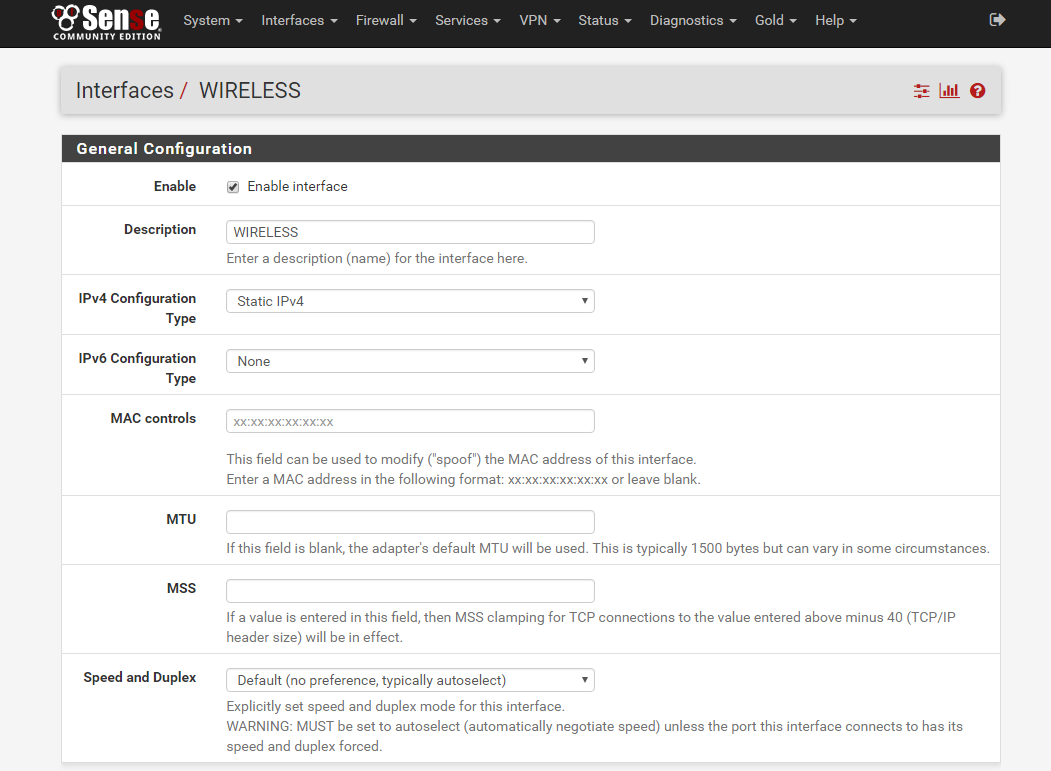 Sense
COMMUNITY EDITION
System Interfaces Firewall Services VPN Status Diagnostics Gold Help
Interfaces / WIRELESS
General Configuration
Enable Enable interface
Description WIRELESS
Enter a description (name) for the interface here.
IPv4 Configuration Type Static IPv4
IPv6 Configuration Type None
MAC controls xx:xx:xx:xx:xx:xx
This field can be used to modify ("spoof") the MAC address of this interface.
Enter a MAC address in the following format: xx:xx:xx:xx:xx:xx or leave blank.
MTU
If this field is blank, the adapter's default MTU will be used. This is typically 1500 bytes but can vary in some circumstances.
MSS
If a value is entered in this field, then MSS clamping for TCP connections to the value entered above minus 40 (TCP/IP
header size) will be in effect.
Speed and Duplex Default (no preference, typically autoselect)
Explicitly set speed and duplex mode for this interface.
WARNING: MUST be set to autoselect (automatically negotiate speed) unless the port this interface connects to has its
speed and duplex forced.